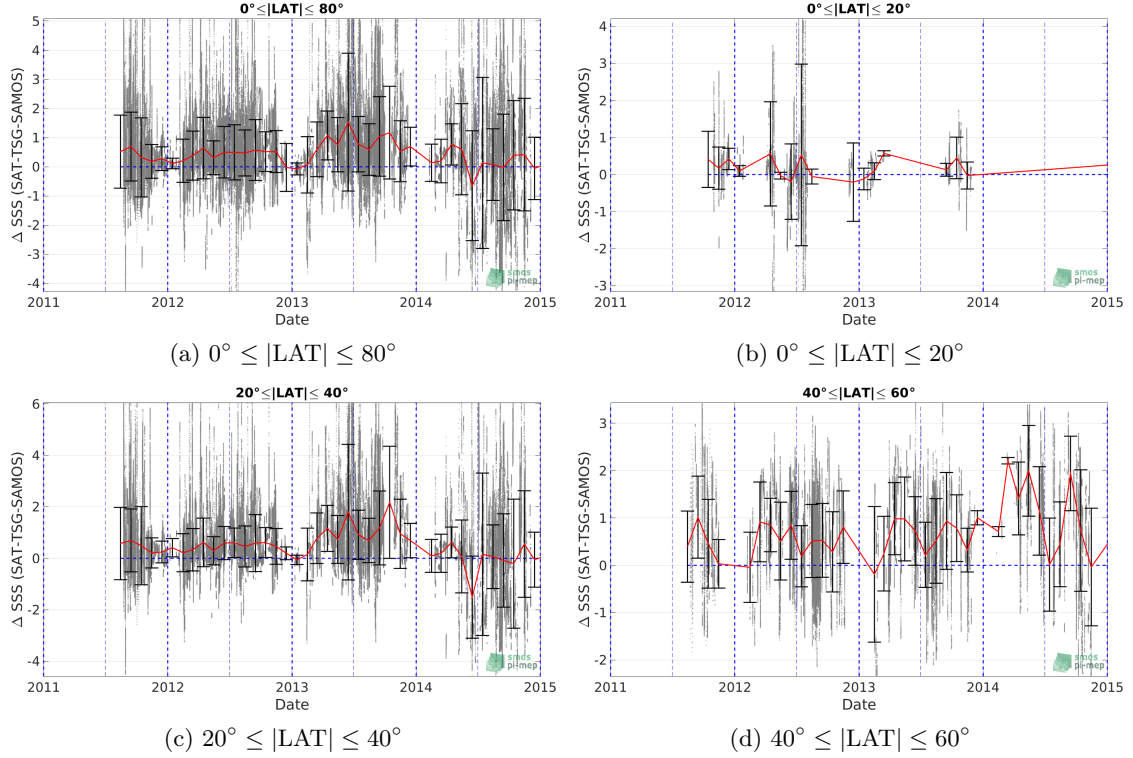 0°≤|LAT|≤ 80°
Δ SSS (SAT-TSG-SAMOS)
5
4
3
2
1
0
-1
-2
-3
-4
2011 2012 2013 2014 2015
Date
smos
pi-mep
(a) 0° ≤ |LAT| ≤ 80°
0°≤|LAT|≤ 20°
Δ SSS (SAT-TSG-SAMOS)
4
3
2
1
0
-1
-2
-3
2011 2012 2013 2014 2015
Date
smos
pi-mep
(b) 0° ≤ |LAT| ≤ 20°
20°≤|LAT|≤ 40°
Δ SSS (SAT-TSG-SAMOS)
6
4
2
0
-2
-4
2011 2012 2013 2014 2015
Date
smos
pi-mep
(c) 20° ≤ |LAT| ≤ 40°
40°≤|LAT|≤ 60°
Δ SSS (SAT-TSG-SAMOS)
3
2
1
0
-1
-2
2011 2012 2013 2014 2015
Date
smos
pi-mep
(d) 40° ≤ |LAT| ≤ 60°